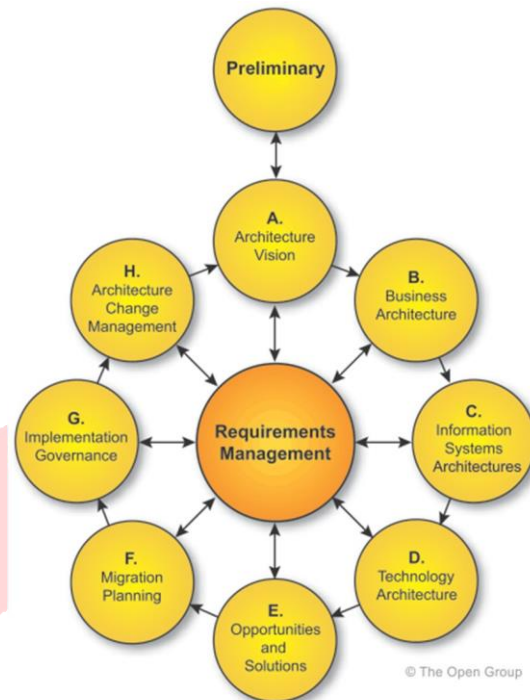 Preliminary
A.
Architecture
Vision
B.
Business
Architecture
C.
Information
Systems
Architectures
D.
Technology
Architecture
E.
Opportunities
and
Solutions
F.
Migration
Planning
G.
Implementation
Governance
H.
Architecture
Change
Management
Requirements
Management
© The Open Group